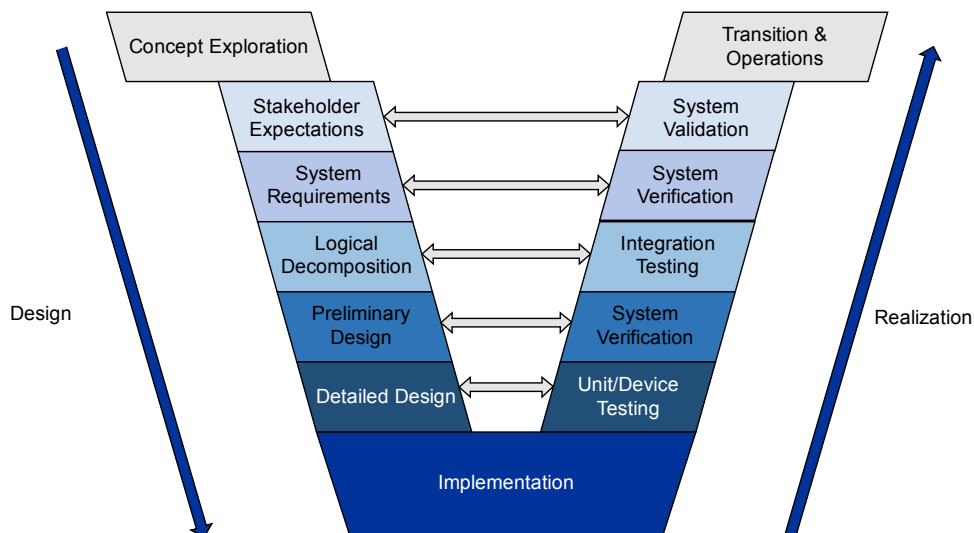 Concept Exploration
Transition &
Operations
Stakeholder
Expectations
System
Validation
System
Requirements
System
Verification
Logical
Decomposition
Integration
Testing
Design
Preliminary
Design
System
Verification
Realization
Detailed Design
Unit/Device
Testing
Implementation